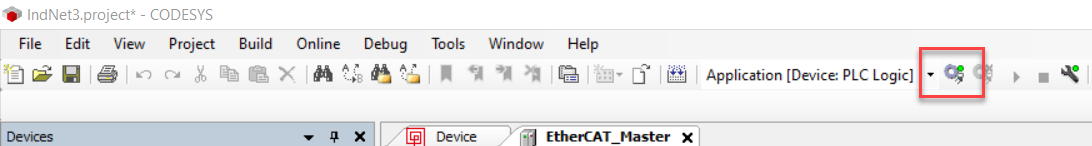 IndNet3.project* - CODESYS
File Edit View Project Build Online Debug Tools Window Help
Application [Device: PLC Logic]
Devices Device EtherCAT_Master